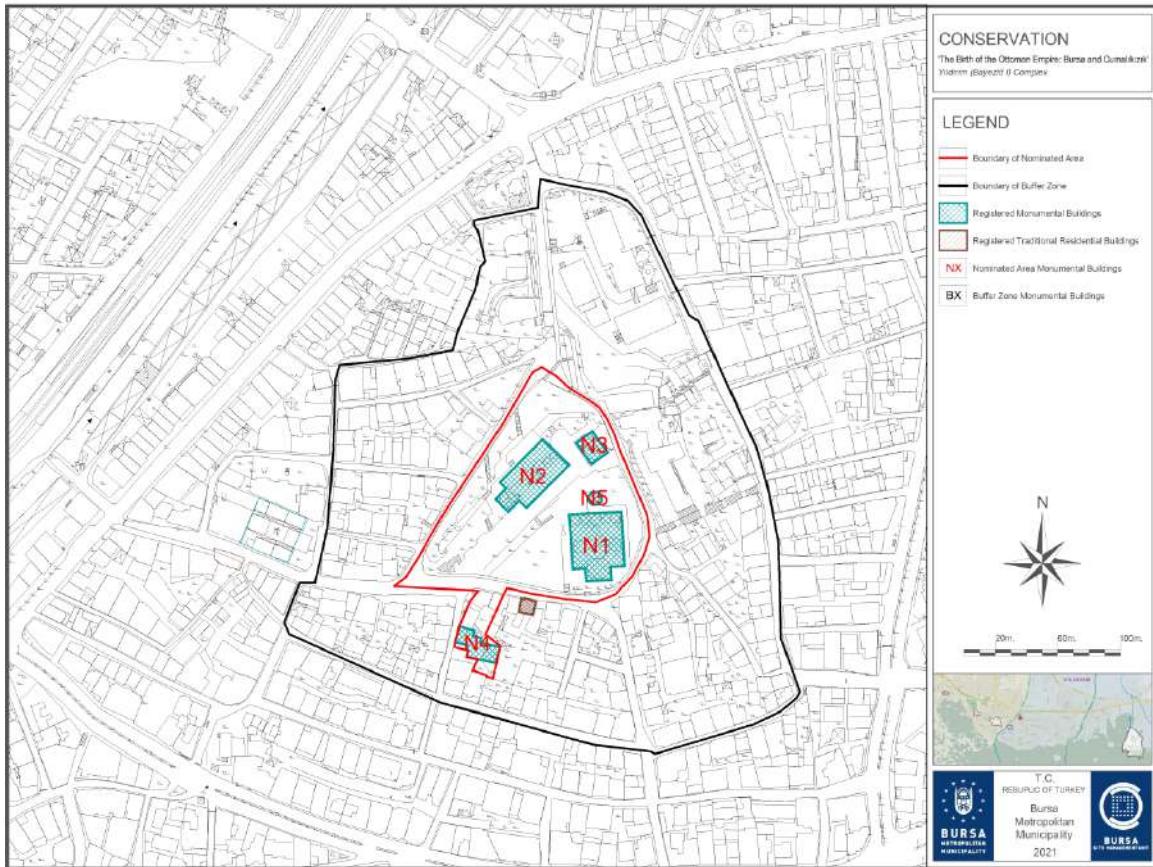 CONSERVATION
'The Birth of the Ottoman Empire: Bursa and Cumalıkızık'
Yıldırım (Bayezid I) Complex
LEGEND
Boundary of Nominated Area
Boundary of Buffer Zone
Registered Monumental Buildings
Registered Traditional Residential Buildings
NX Nominated Area Monumental Buildings
BX Buffer Zone Monumental Buildings
N3
N2
N5
N1
N4
N
20m. 60m. 100m.
T.C.
REBUPLIC OF TURKEY
Bursa
Metropolitan
Municipality
2021
BURSA
METROPOLITAN
MUNICIPALITY
BURSA